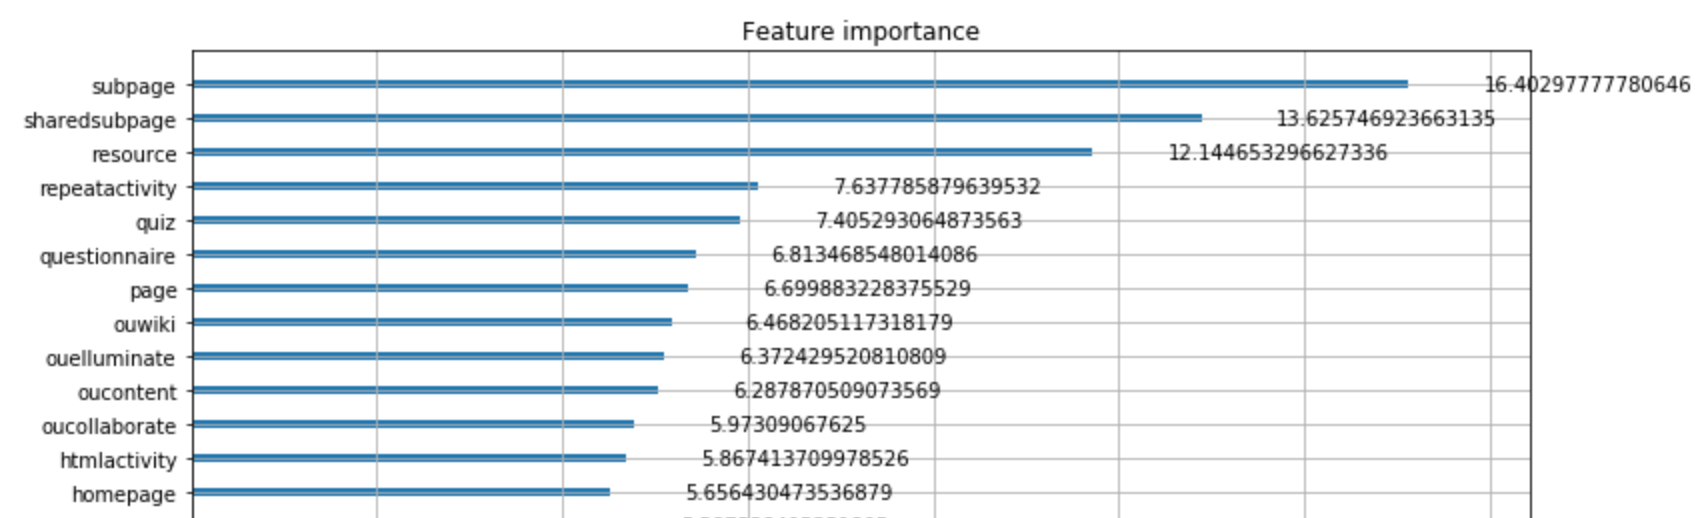 Feature importance
subpage 16.402977777780646
sharedsubpage 13.625746923663135
resource 12.144653296627336
repeatactivity 7.637785879639532
quiz 7.405293064873563
questionnaire 6.813468548014086
page 6.699883228375529
ouwiki 6.468205117318179
ouelluminate 6.372429520810809
oucontent 6.287870509073569
oucollaborate 5.97309067625
htmlactivity 5.867413709978526
homepage 5.656430473536879